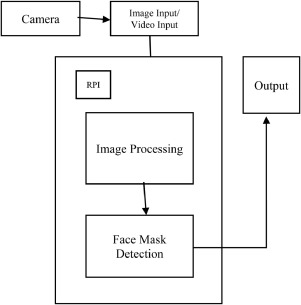 Camera
Image Input/
Video Input
RPI
Output
Image Processing
Face Mask
Detection